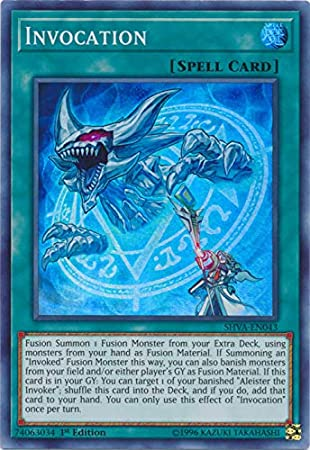 INVOCATION
[SPELL CARD]
SHVA-EN043
Fusion Summon 1 Fusion Monster from your Extra Deck, using
monsters from your hand as Fusion Material. If Summoning an
"Invoked" Fusion Monster this way, you can also banish monsters
from your field and/or either player's GY as Fusion Material. If this
card is in your GY: You can target 1 of your banished "Aleister the
Invoker"; shuffle this card into the Deck, and if you do, add that
card to your hand. You can only use this effect of "Invocation"
once per turn.
74063034 1st Edition ©1996 KAZUKI TAKAHASHI